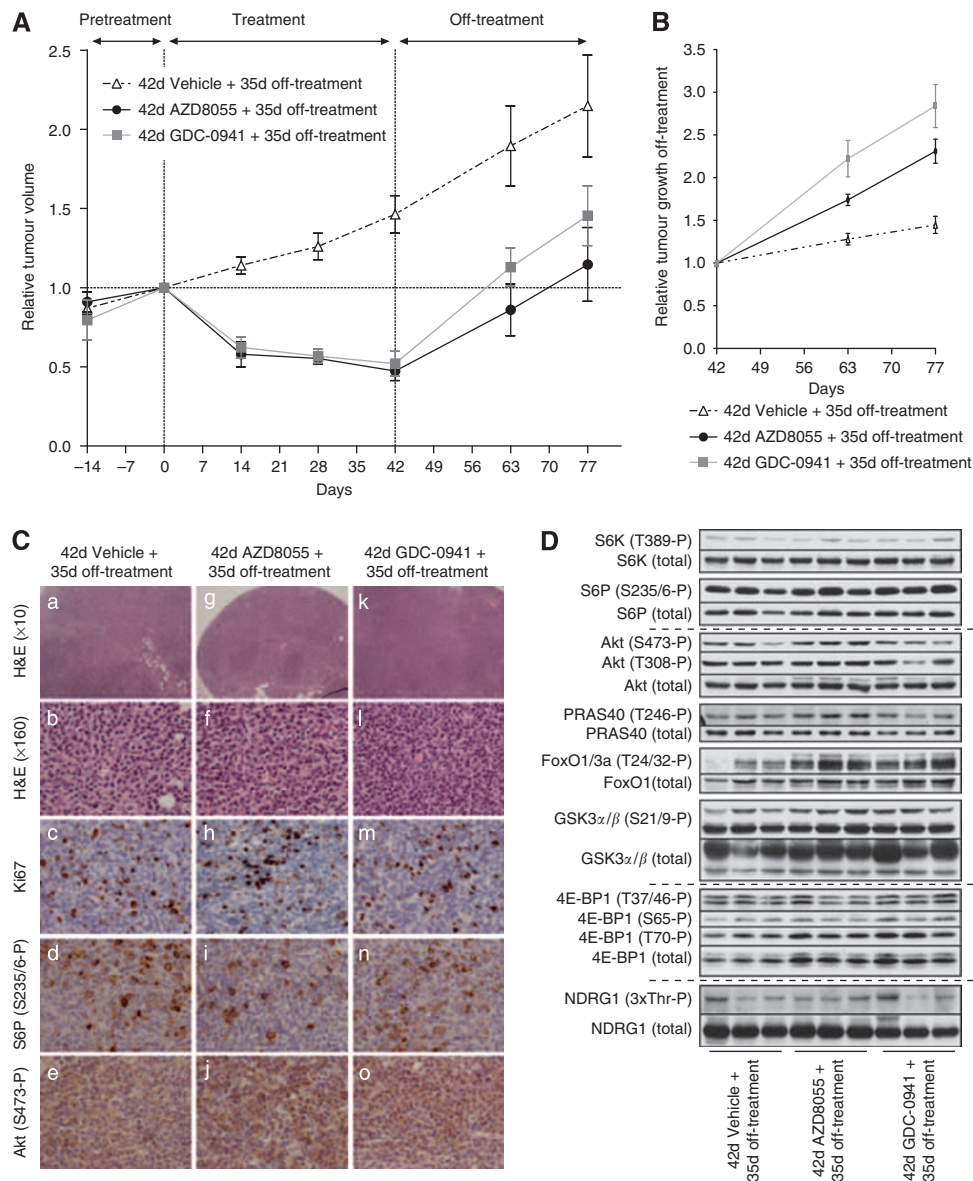 A
Pretreatment
Treatment
Off-treatment
2.5
2.0
1.5
1.0
0.5
0.0
Relative tumour volume
42d Vehicle + 35d off-treatment
42d AZD8055 + 35d off-treatment
42d GDC-0941 + 35d off-treatment
–14 –7 0 7 14 21 28 35 42 49 56 63 70 77
Days
B
3.5
3.0
2.5
2.0
1.5
1.0
0.5
0.0
Relative tumour growth off-treatment
42 49 56 63 70 77
Days
42d Vehicle + 35d off-treatment
42d AZD8055 + 35d off-treatment
42d GDC-0941 + 35d off-treatment
C
42d Vehicle +
35d off-treatment
42d AZD8055 +
35d off-treatment
42d GDC-0941 +
35d off-treatment
H&E (×10)
a g k
H&E (×160)
b f l
Ki67
c h m
S6P (S235/6-P)
d i n
Akt (S473-P)
e j o
D
S6K (T389-P)
S6K (total)
S6P (S235/6-P)
S6P (total)
Akt (S473-P)
Akt (T308-P)
Akt (total)
PRAS40 (T246-P)
PRAS40 (total)
FoxO1/3a (T24/32-P)
FoxO1(total)
GSK3α/β (S21/9-P)
GSK3α/β (total)
4E-BP1 (T37/46-P)
4E-BP1 (S65-P)
4E-BP1 (T70-P)
4E-BP1 (total)
NDRG1 (3xThr-P)
NDRG1 (total)
42d Vehicle +
35d off-treatment
42d AZD8055 +
35d off-treatment
42d GDC-0941 +
35d off-treatment